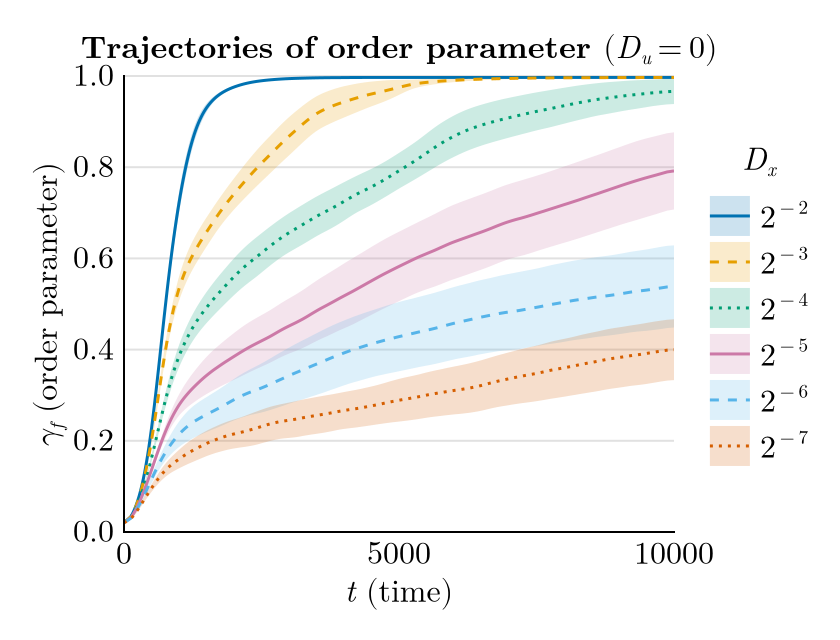 Trajectories of order parameter (D_u = 0)
1.0
0.8
0.6
0.4
0.2
0.0
γ_f (order parameter)
0 5000 10000
t (time)
D_x
2^{-2}
2^{-3}
2^{-4}
2^{-5}
2^{-6}
2^{-7}